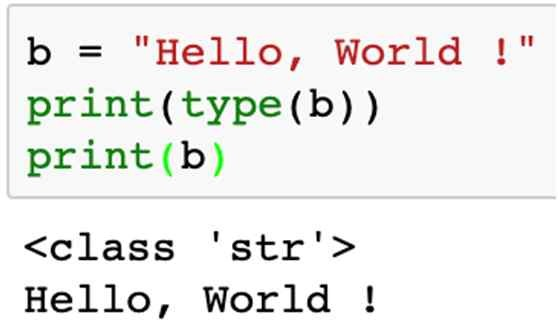 b = "Hello, World !"
print(type(b))
print(b)
<class 'str'>
Hello, World !